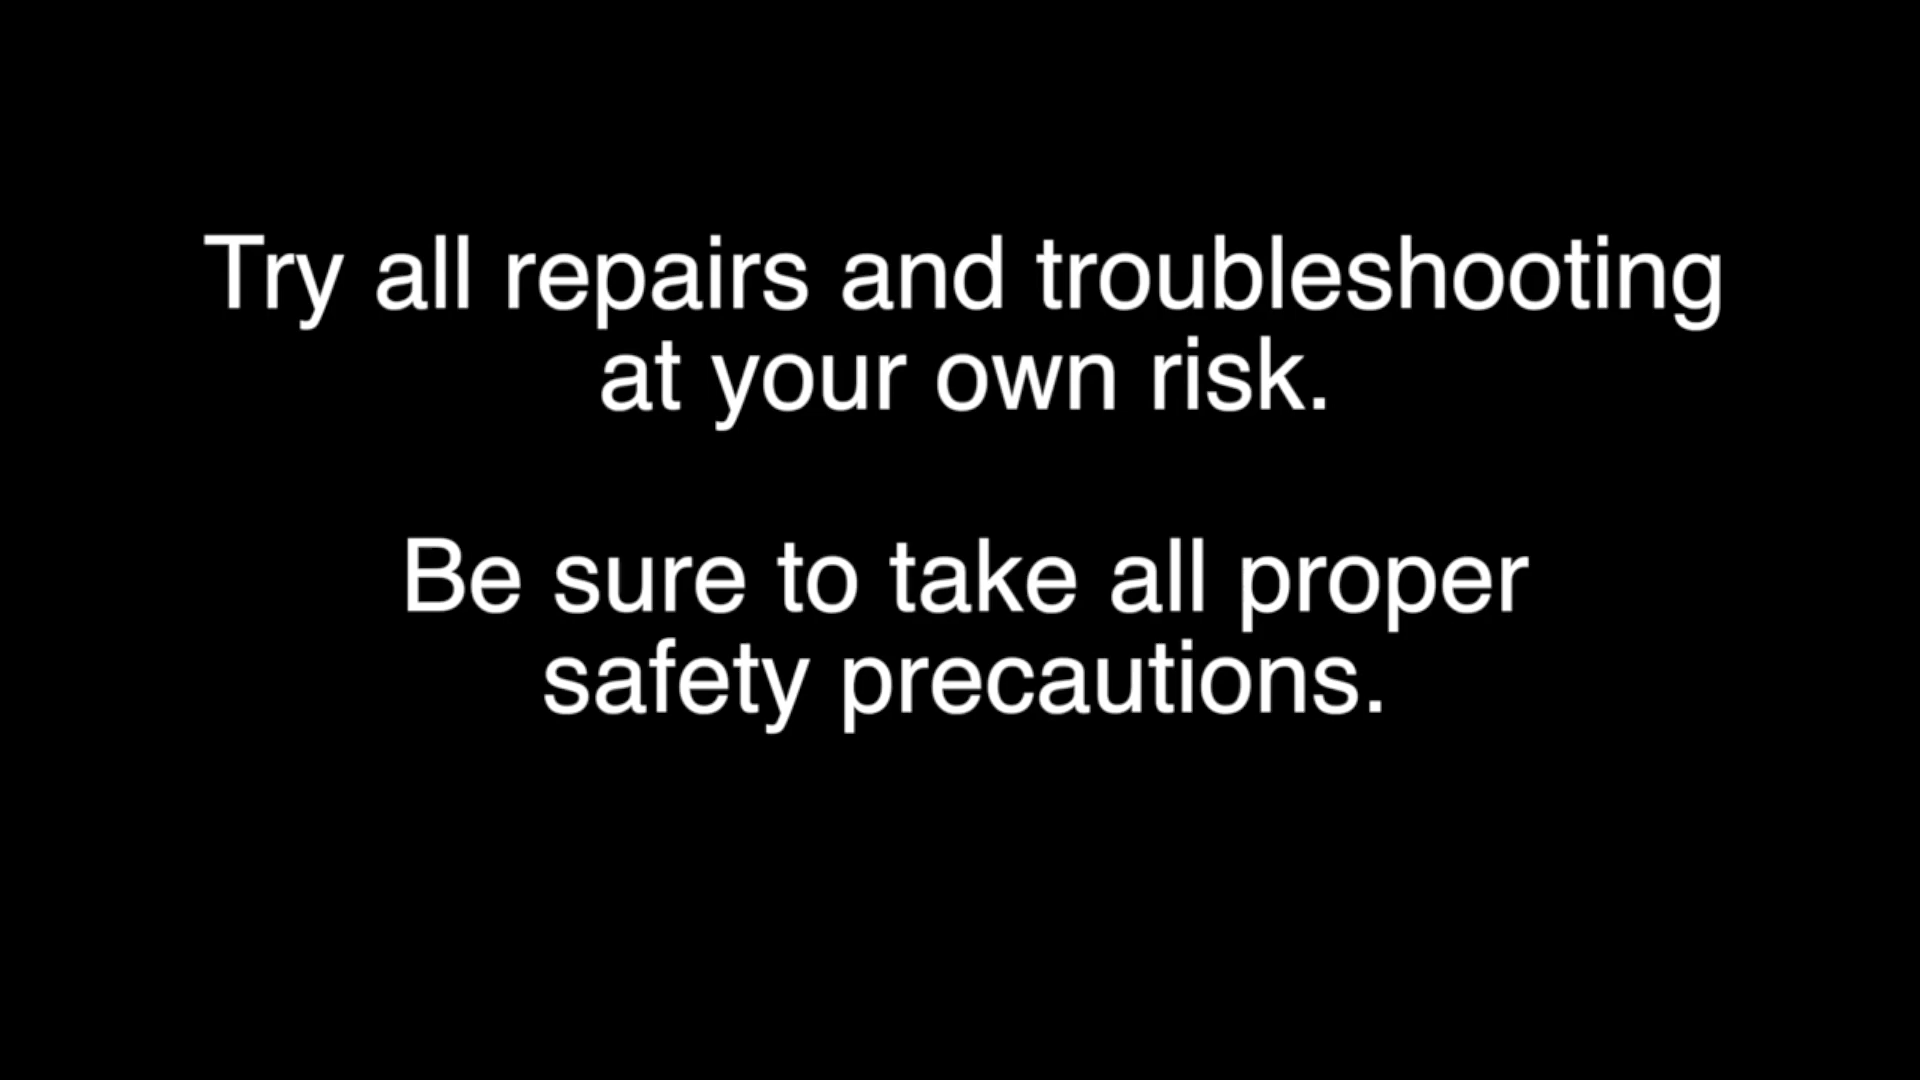 Try all repairs and troubleshooting
at your own risk.
Be sure to take all proper
safety precautions.